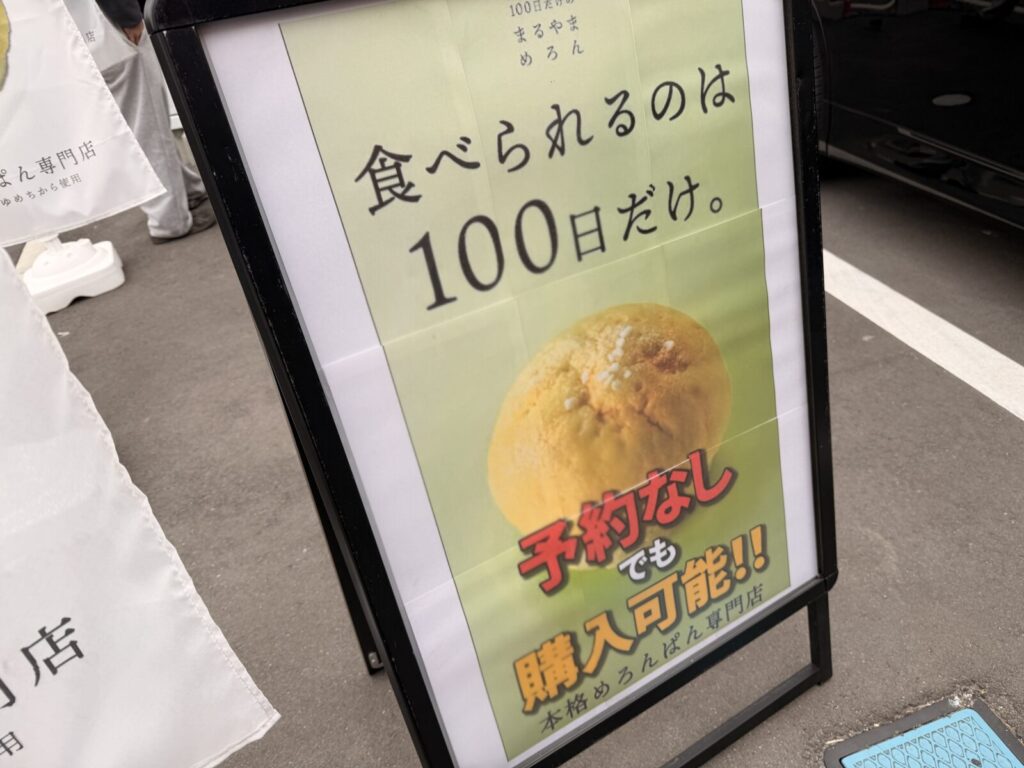 店
ぱん専門店
ゆめちから使用
店
用
100日だけの
まるやま
めろん
食べられるのは
100日だけ。
予約なし
でも
購入可能!!
本格めろんぱん専門店